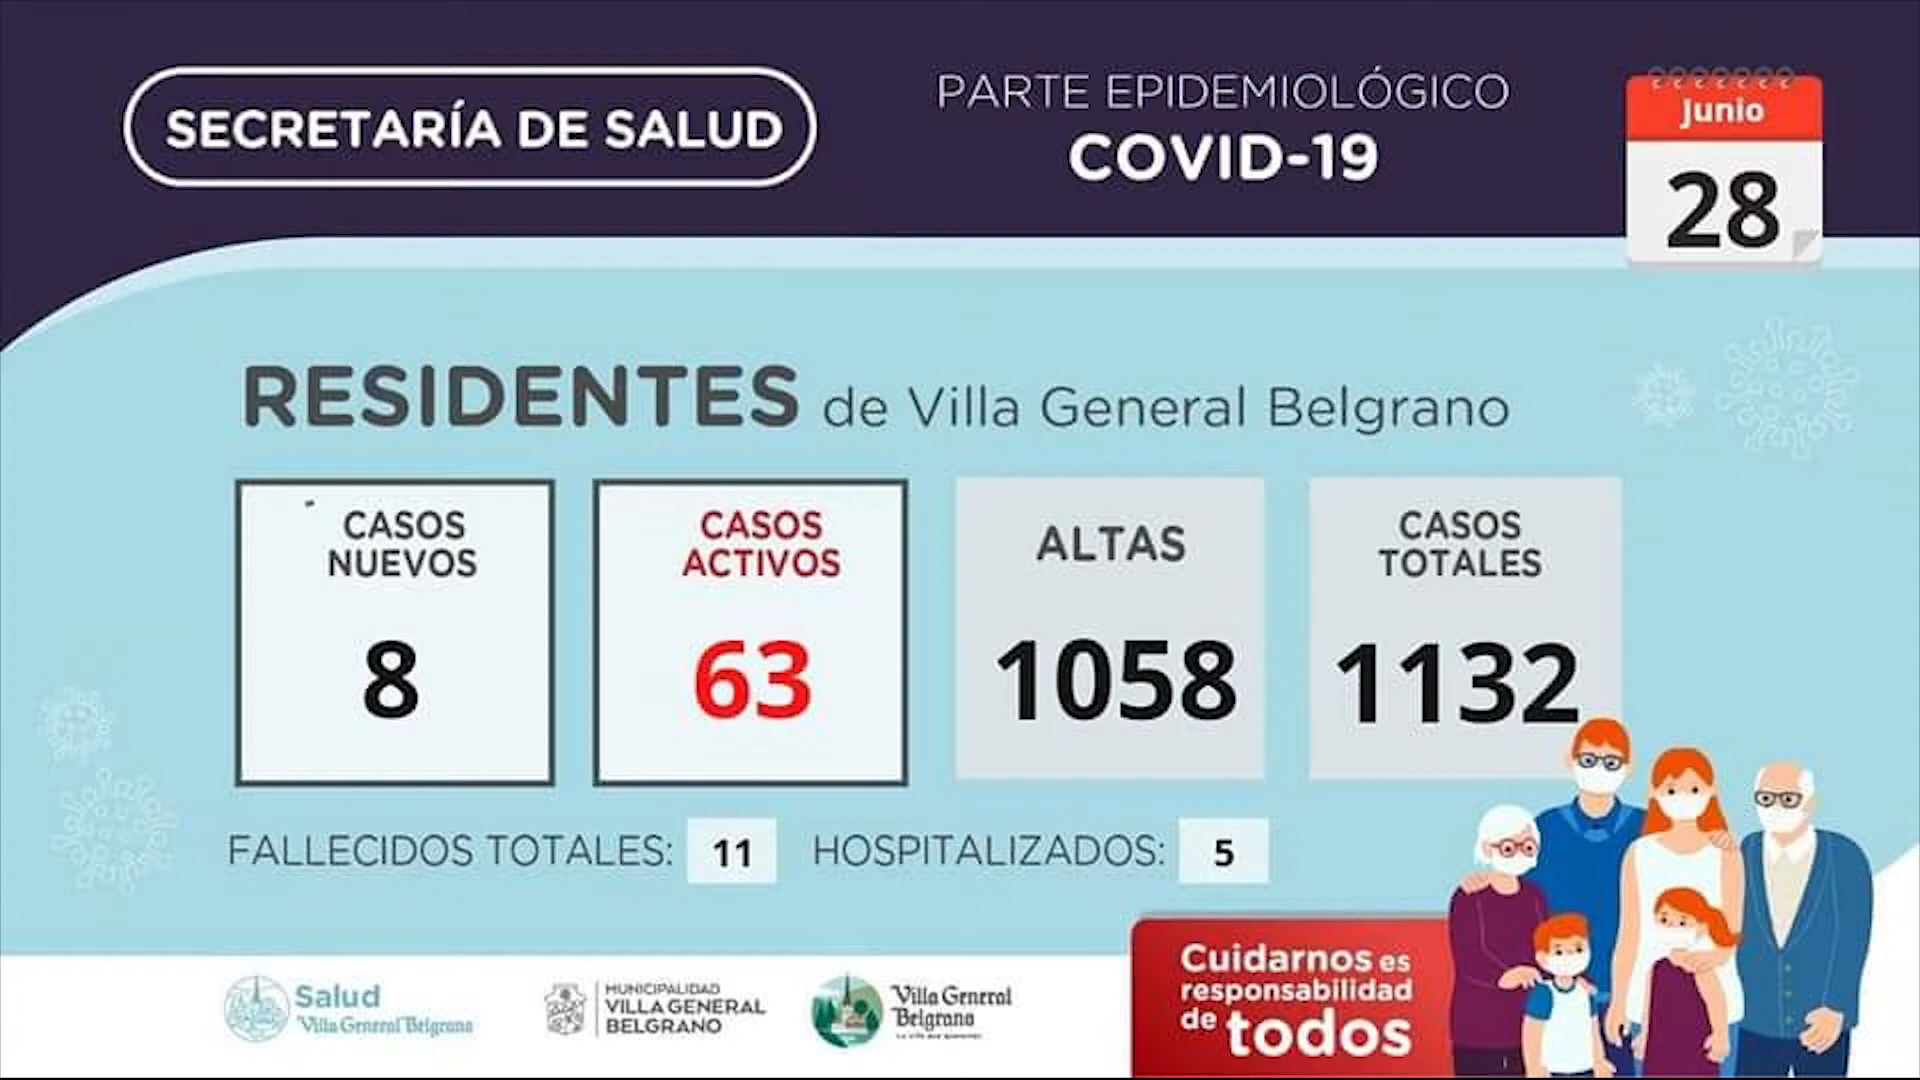 SECRETARÍA DE SALUD
PARTE EPIDEMIOLÓGICO
COVID-19
Junio
28
RESIDENTES de Villa General Belgrano
CASOS
NUEVOS
8
CASOS
ACTIVOS
63
ALTAS
1058
CASOS
TOTALES
1132
FALLECIDOS TOTALES: 11 HOSPITALIZADOS: 5
Salud
Villa General Belgrano
MUNICIPALIDAD
VILLA GENERAL
BELGRANO
Villa General
Belgrano
Cuidarnos es
responsabilidad
de todos